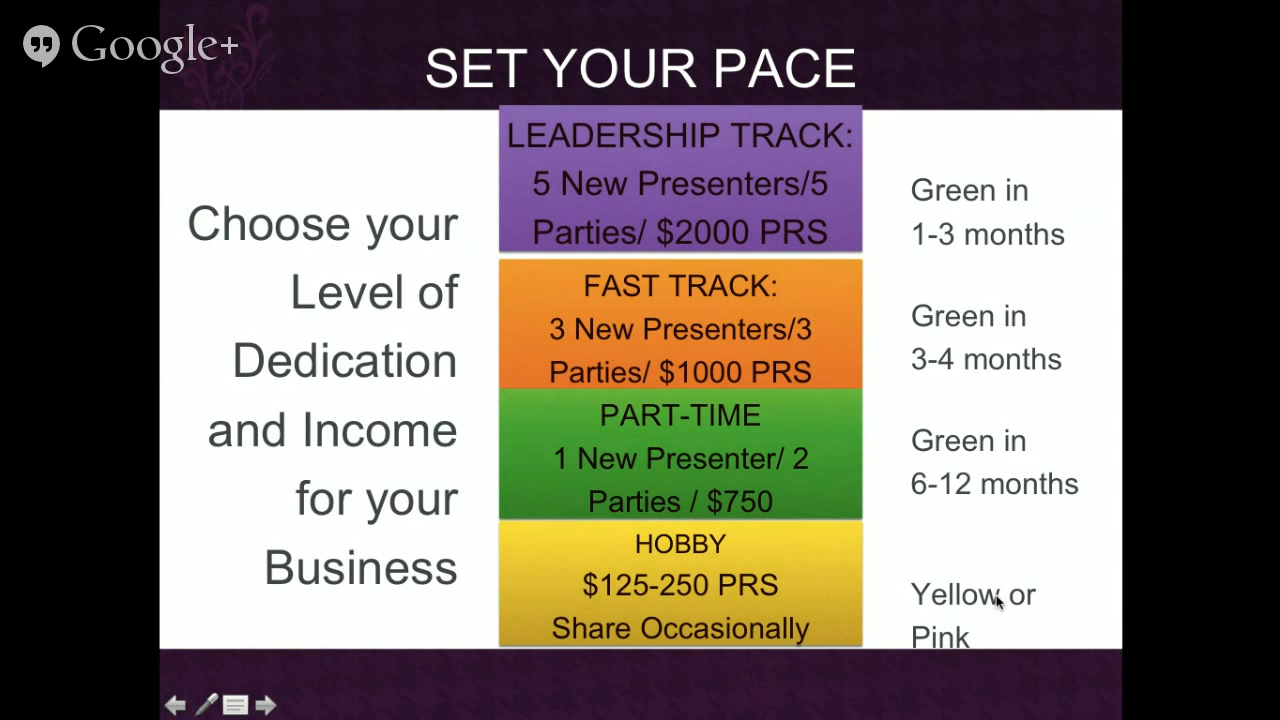 Google+
SET YOUR PACE
Choose your
Level of
Dedication
and Income
for your
Business
LEADERSHIP TRACK:
5 New Presenters/5
Parties/ $2000 PRS
FAST TRACK:
3 New Presenters/3
Parties/ $1000 PRS
PART-TIME
1 New Presenter/ 2
Parties / $750
HOBBY
$125-250 PRS
Share Occasionally
Green in
1-3 months
Green in
3-4 months
Green in
6-12 months
Yellow or
Pink